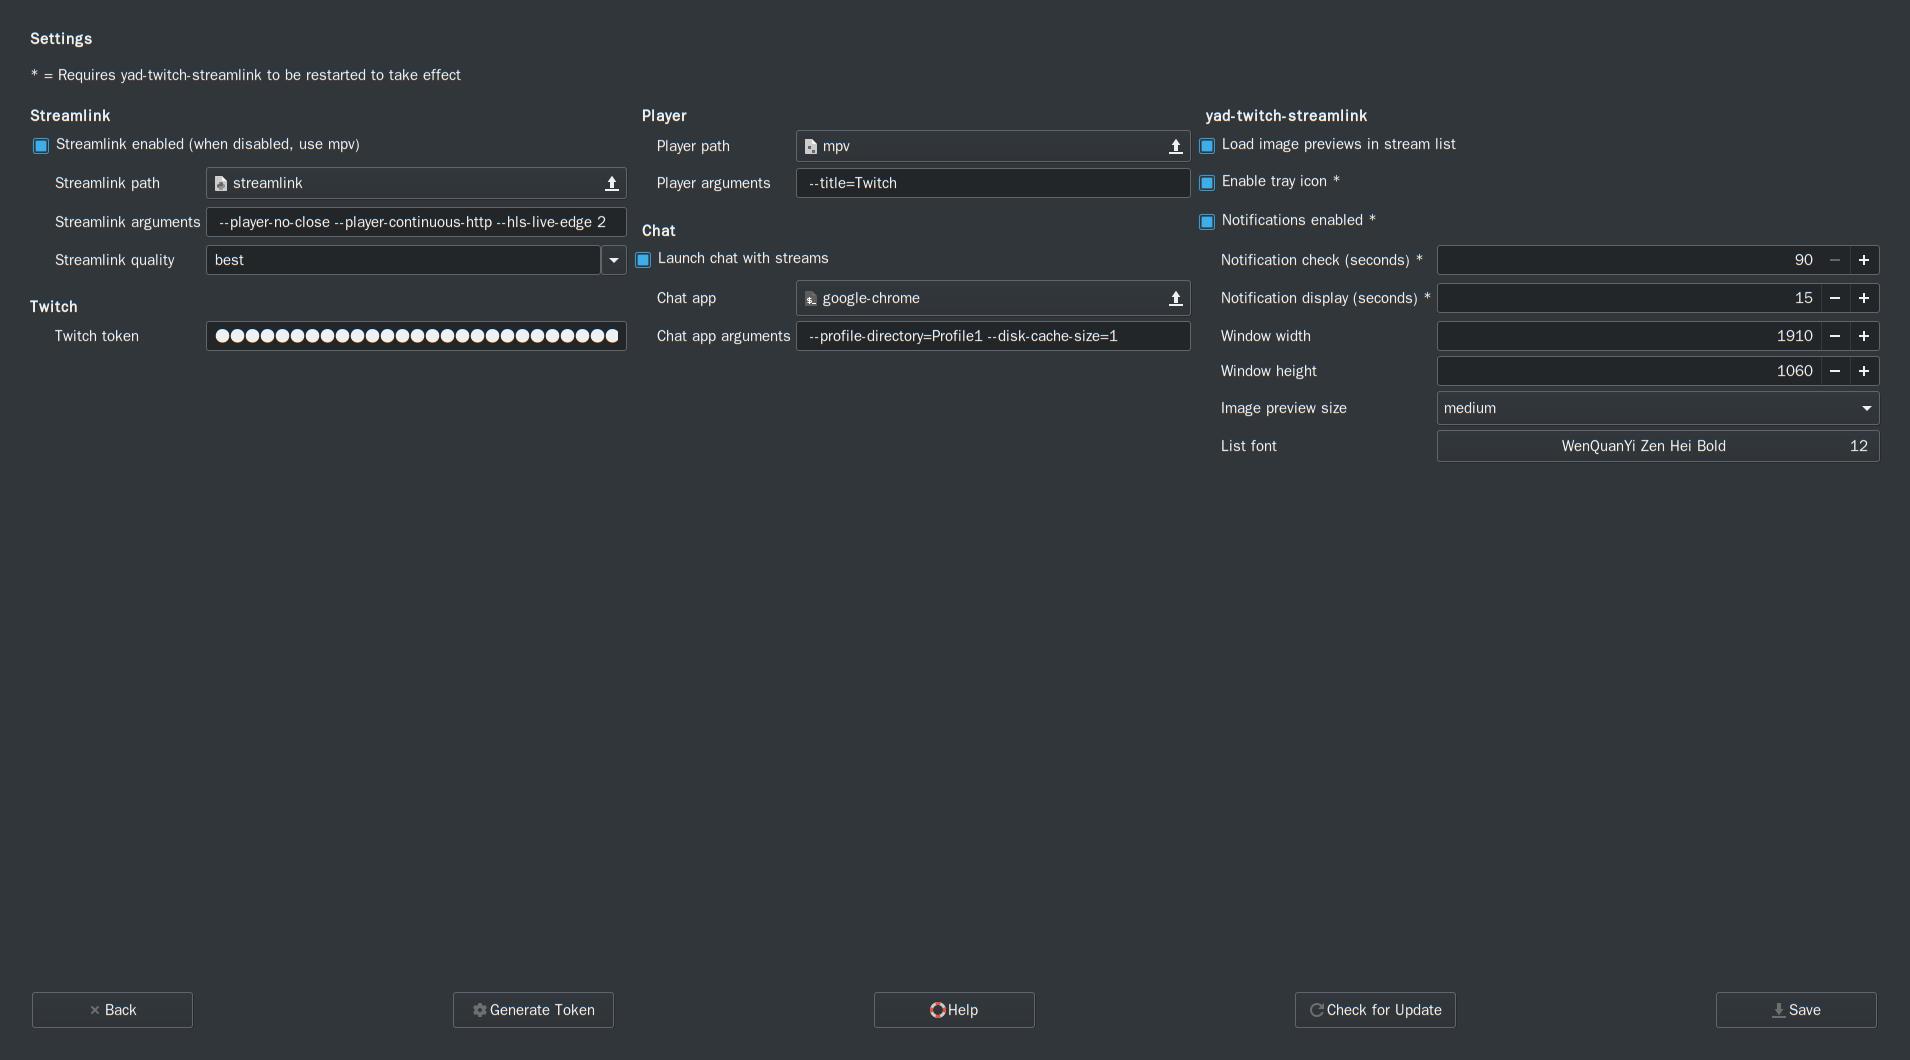 Settings
* = Requires yad-twitch-streamlink to be restarted to take effect
Streamlink
Streamlink enabled (when disabled, use mpv)
Streamlink path streamlink
Streamlink arguments --player-no-close --player-continuous-http --hls-live-edge 2
Streamlink quality best
Twitch
Twitch token
Player
Player path mpv
Player arguments --title=Twitch
Chat
Launch chat with streams
Chat app google-chrome
Chat app arguments --profile-directory=Profile1 --disk-cache-size=1
yad-twitch-streamlink
Load image previews in stream list
Enable tray icon *
Notifications enabled *
Notification check (seconds) * 90
Notification display (seconds) * 15
Window width 1910
Window height 1060
Image preview size medium
List font WenQuanYi Zen Hei Bold 12
Back Generate Token Help Check for Update Save